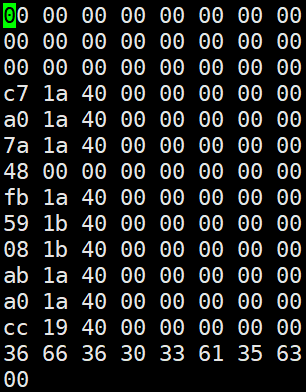 00 00 00 00 00 00 00 00
00 00 00 00 00 00 00 00
00 00 00 00 00 00 00 00
c7 1a 40 00 00 00 00 00
a0 1a 40 00 00 00 00 00
7a 1a 40 00 00 00 00 00
48 00 00 00 00 00 00 00
fb 1a 40 00 00 00 00 00
59 1b 40 00 00 00 00 00
08 1b 40 00 00 00 00 00
ab 1a 40 00 00 00 00 00
a0 1a 40 00 00 00 00 00
cc 19 40 00 00 00 00 00
36 66 36 30 33 61 35 63
00